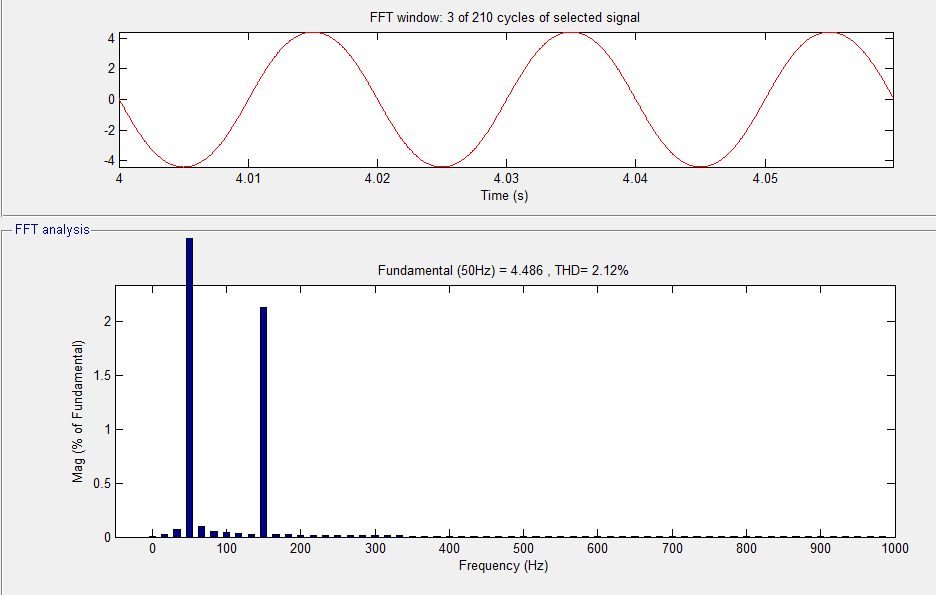 FFT window: 3 of 210 cycles of selected signal
4
2
0
-2
-4
4 4.01 4.02 4.03 4.04 4.05
Time (s)
FFT analysis
Fundamental (50Hz) = 4.486 , THD= 2.12%
Mag (% of Fundamental)
2
1.5
1
0.5
0
0 100 200 300 400 500 600 700 800 900 1000
Frequency (Hz)